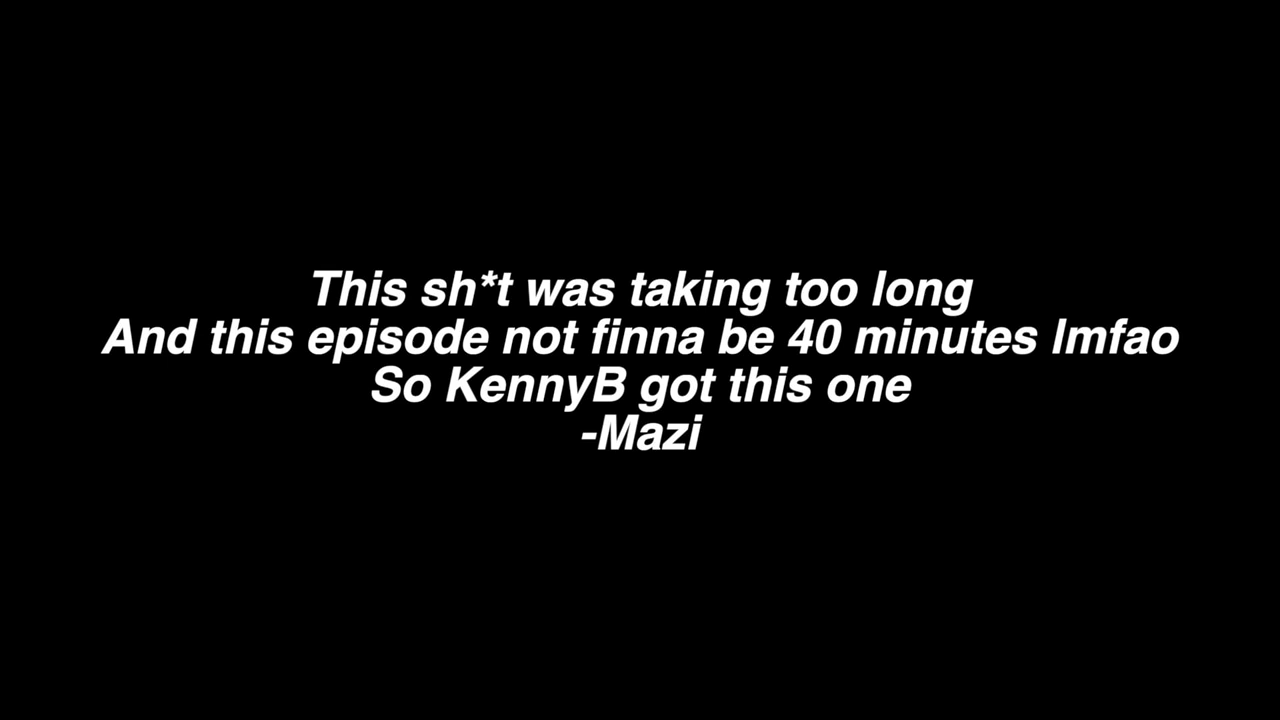 This sh*t was taking too long
And this episode not finna be 40 minutes lmfao
So KennyB got this one
-Mazi